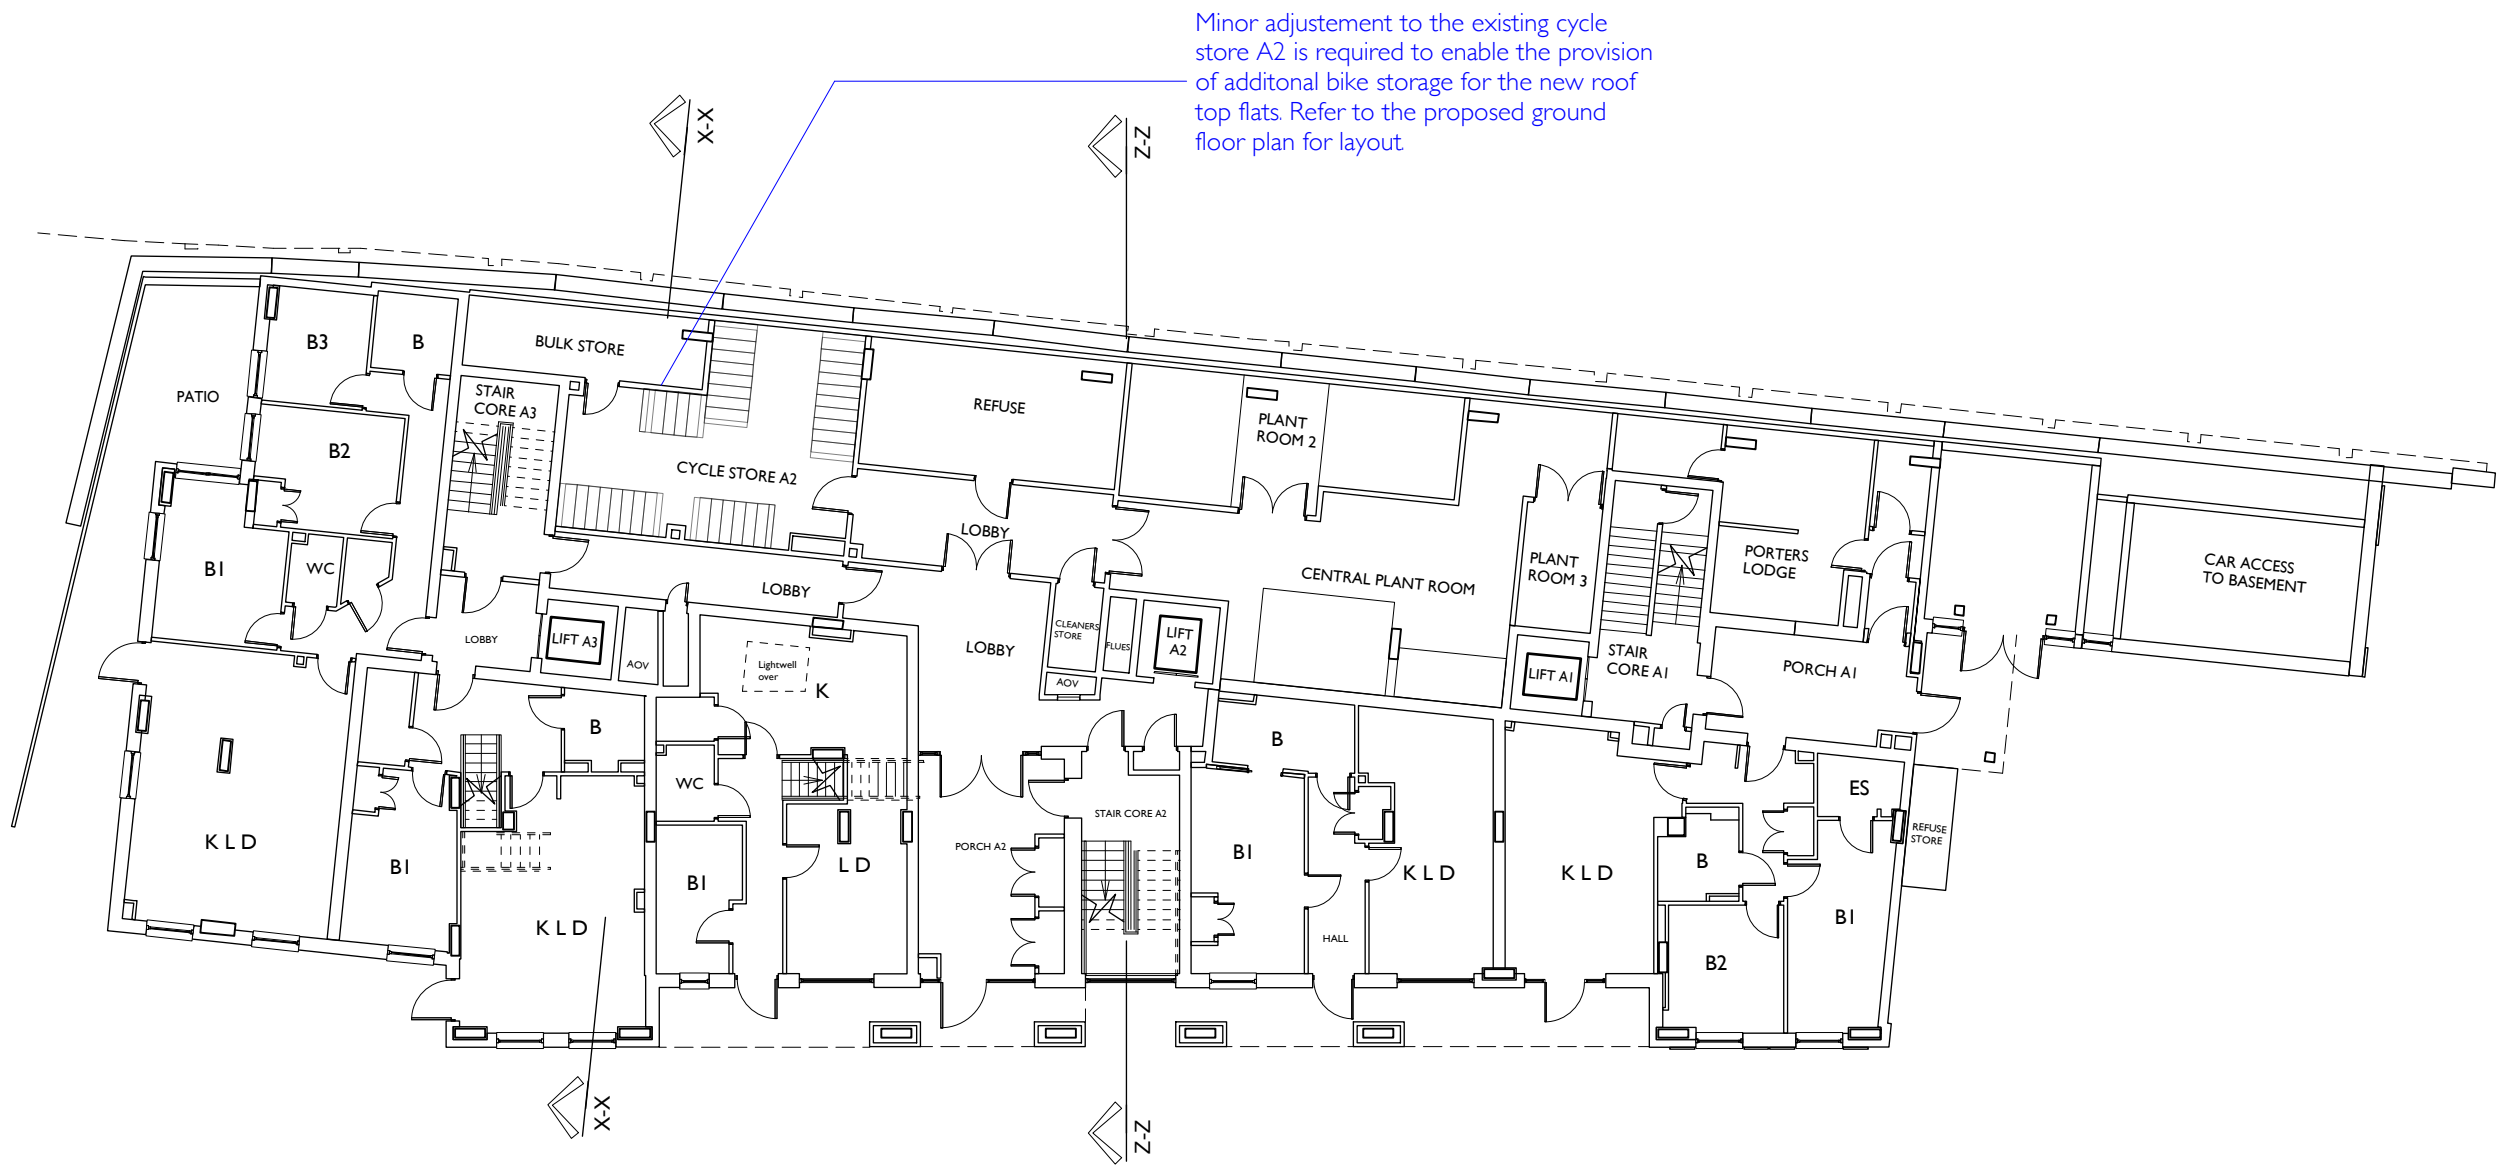 Minor adjustement to the existing cycle
store A2 is required to enable the provision
of additonal bike storage for the new roof
top flats. Refer to the proposed ground
floor plan for layout.
X-X
Z-Z
B3
B
BULK STORE
PATIO
STAIR
CORE A3
REFUSE
PLANT
ROOM 2
B2
CYCLE STORE A2
LOBBY
B1
WC
PLANT
ROOM 3
PORTERS
LODGE
CAR ACCESS
TO BASEMENT
CENTRAL PLANT ROOM
LOBBY
LOBBY
LIFT A3
AOV
Lightwell
over
K
LOBBY
CLEANERS
STORE
FLUES
LIFT
A2
AOV
STAIR
CORE A1
LIFT A1
PORCH A1
B
B
WC
ES
STAIR CORE A2
REFUSE
STORE
K L D
B1
PORCH A2
L D
B1
B1
K L D
K L D
B
B1
K L D
HALL
B2
X-X
Z-Z